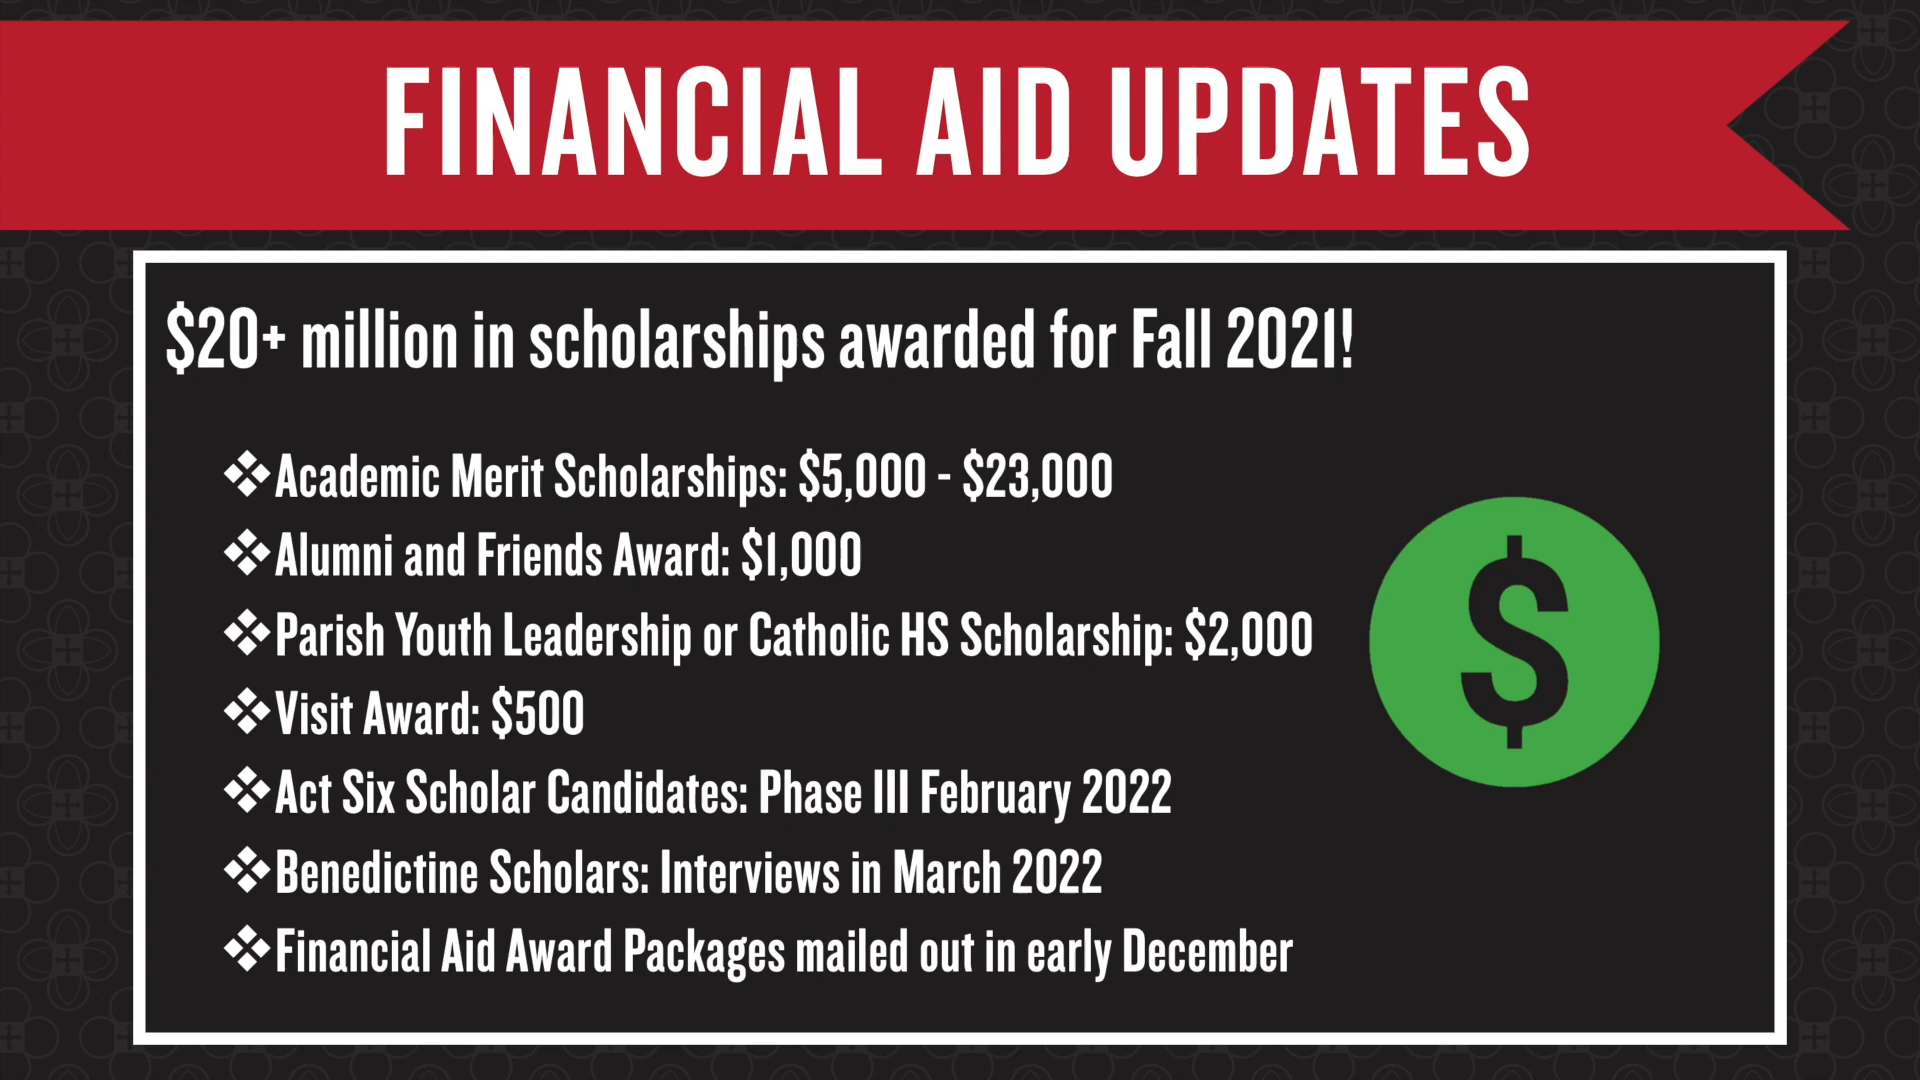 FINANCIAL AID UPDATES
$20+ million in scholarships awarded for Fall 2021!
❖Academic Merit Scholarships: $5,000 - $23,000
❖Alumni and Friends Award: $1,000
❖Parish Youth Leadership or Catholic HS Scholarship: $2,000
❖Visit Award: $500
❖Act Six Scholar Candidates: Phase III February 2022
❖Benedictine Scholars: Interviews in March 2022
❖Financial Aid Award Packages mailed out in early December
$